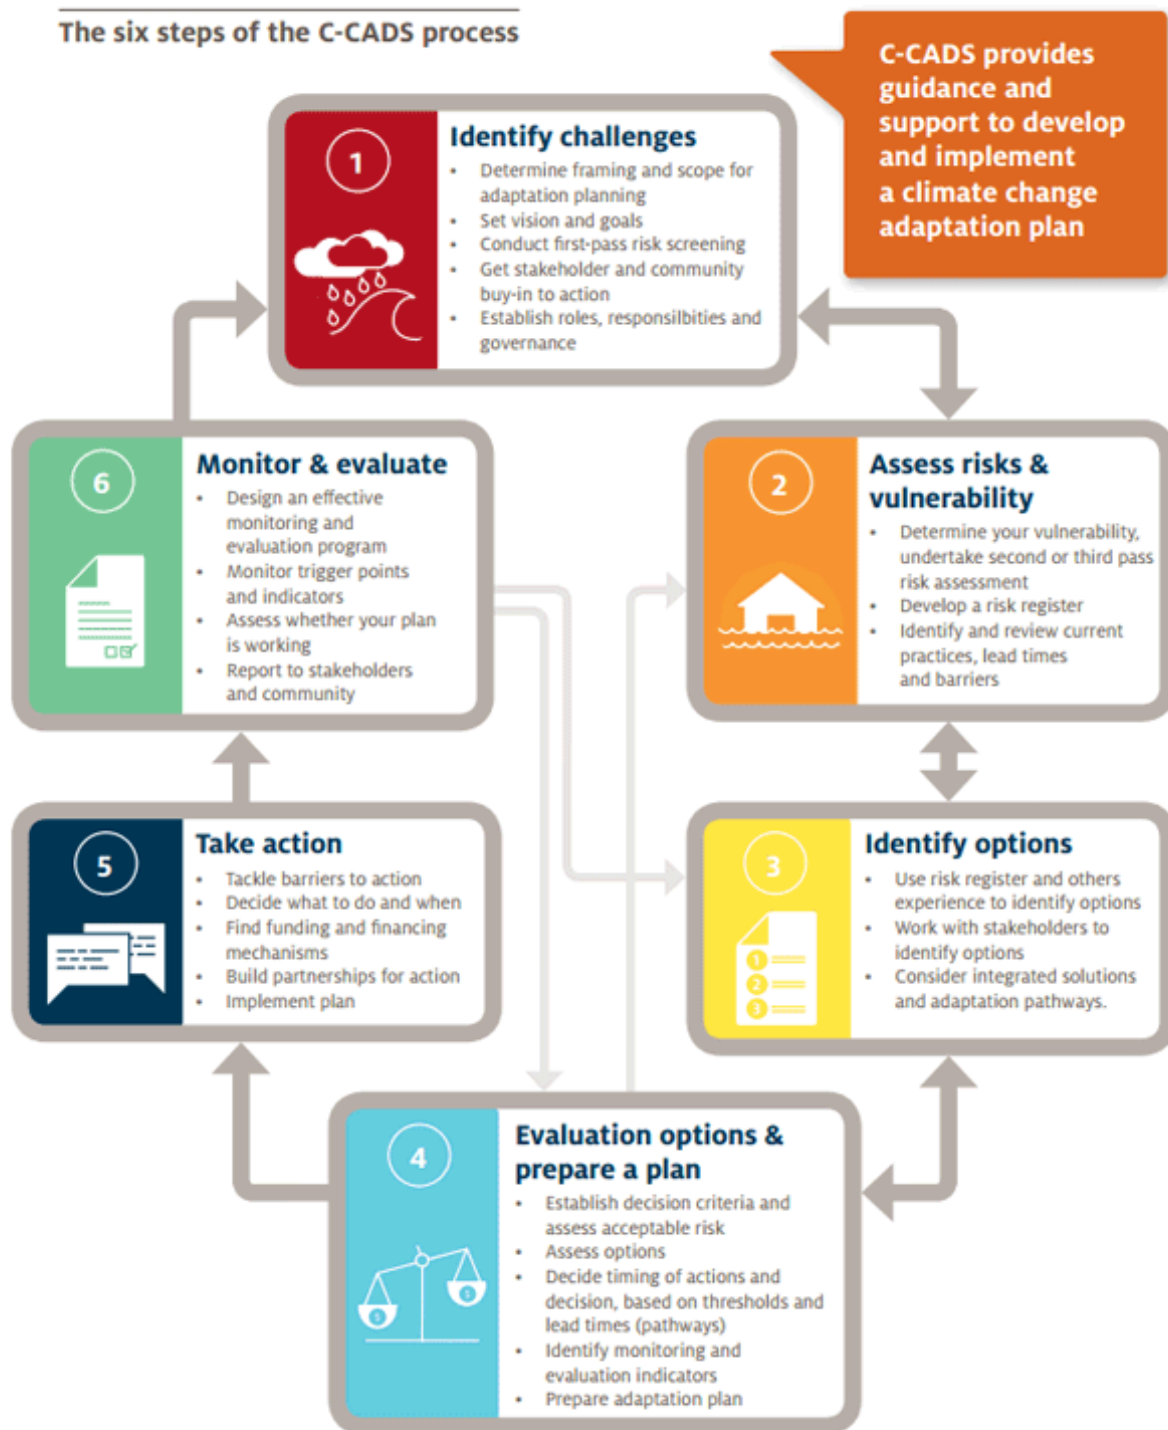 The six steps of the C-CADS process
C-CADS provides
guidance and
support to develop
and implement
a climate change
adaptation plan
1
Identify challenges
• Determine framing and scope for
adaptation planning
• Set vision and goals
• Conduct first-pass risk screening
• Get stakeholder and community
buy-in to action
• Establish roles, responsilbities and
governance
2
Assess risks &
vulnerability
• Determine your vulnerability,
undertake second or third pass
risk assessment
• Develop a risk register
• Identify and review current
practices, lead times
and barriers
3
Identify options
• Use risk register and others
experience to identify options
• Work with stakeholders to
identify options
• Consider integrated solutions
and adaptation pathways.
1
2
3
4
Evaluation options &
prepare a plan
• Establish decision criteria and
assess acceptable risk
• Assess options
• Decide timing of actions and
decision, based on thresholds and
lead times (pathways)
• Identify monitoring and
evaluation indicators
• Prepare adaptation plan
$
$
5
Take action
• Tackle barriers to action
• Decide what to do and when
• Find funding and financing
mechanisms
• Build partnerships for action
• Implement plan
6
Monitor & evaluate
• Design an effective
monitoring and
evaluation program
• Monitor trigger points
and indicators
• Assess whether your plan
is working
• Report to stakeholders
and community